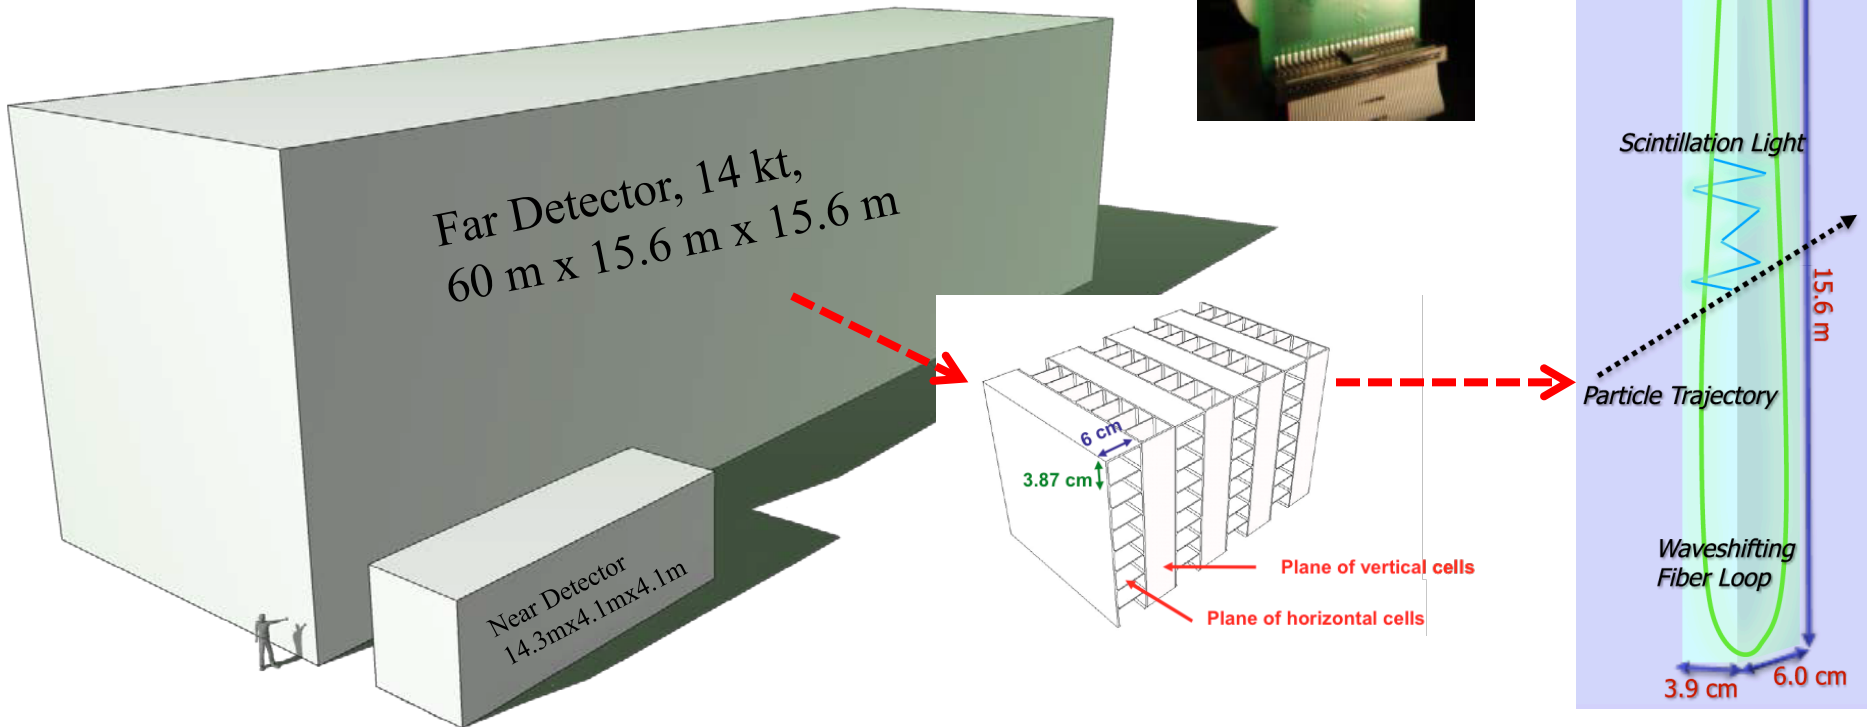 Far Detector, 14 kt,
60 m x 15.6 m x 15.6 m
Near Detector
14.3mx4.1mx4.1m
6 cm
3.87 cm
Plane of vertical cells
Plane of horizontal cells
Scintillation Light
15.6 m
Particle Trajectory
Waveshifting
Fiber Loop
3.9 cm
6.0 cm